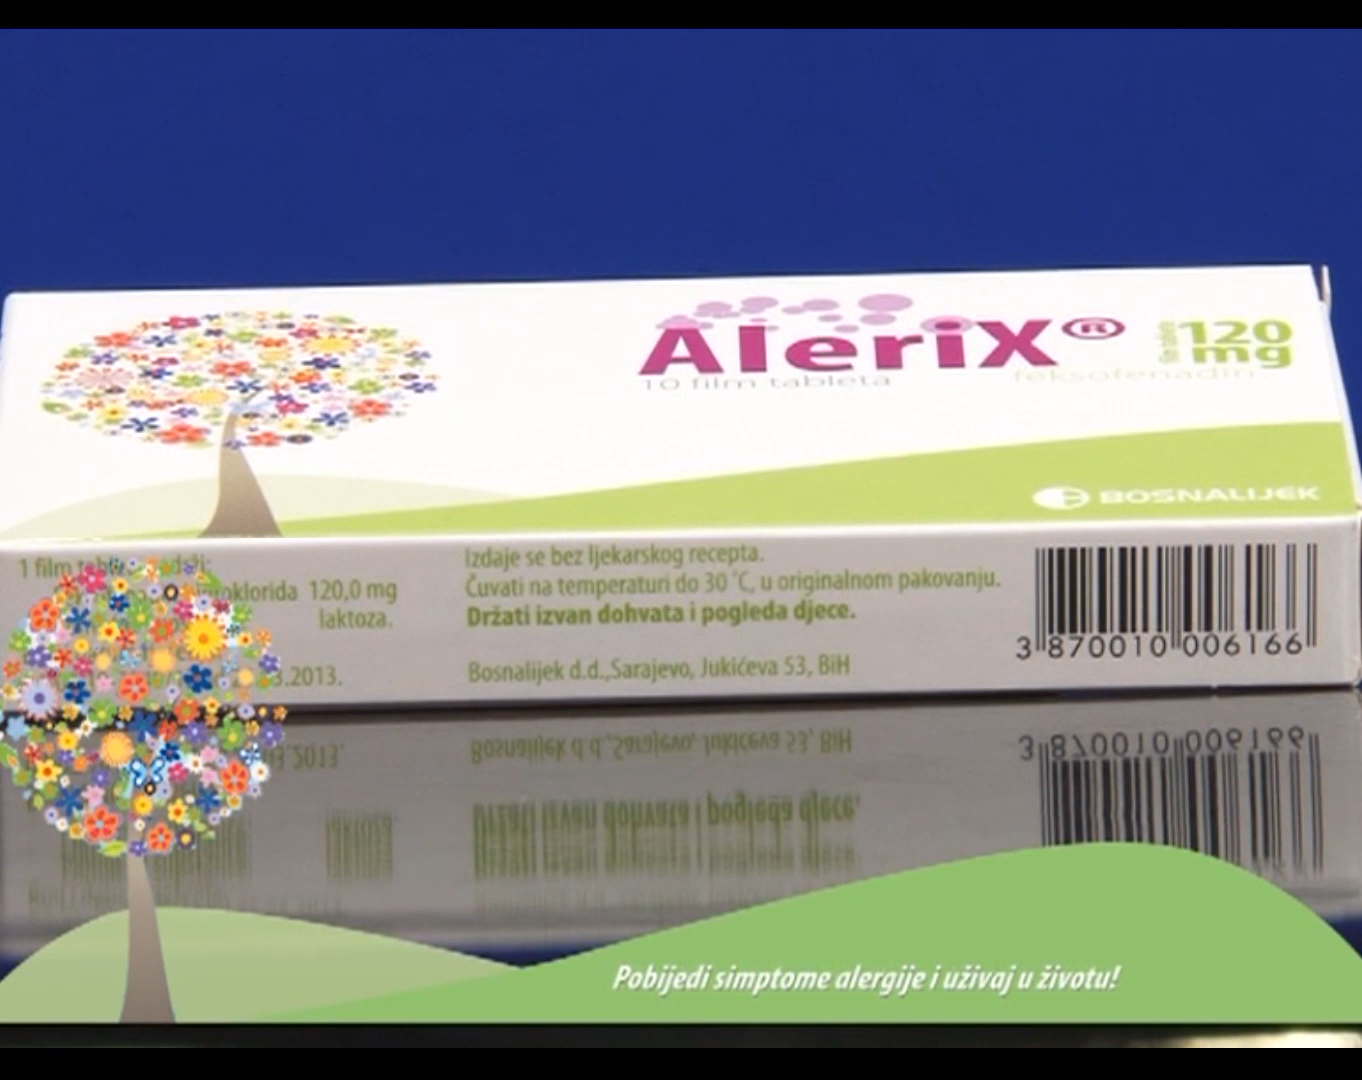 AleriX®
120
mg
10 film tableta
feksofenadin
BOSNALIJEK
1 film
120,0 mg
laktoza.
.2013.
Izdaje se bez ljekarskog recepta.
Čuvati na temperaturi do 30 °C, u originalnom pakovanju.
Držati izvan dohvata i pogleda djece.
Bosnalijek d.d.,Sarajevo, Jukićeva 53, BiH
3 870010 006166
Pobijedi simptome alergije i uživaj u životu!